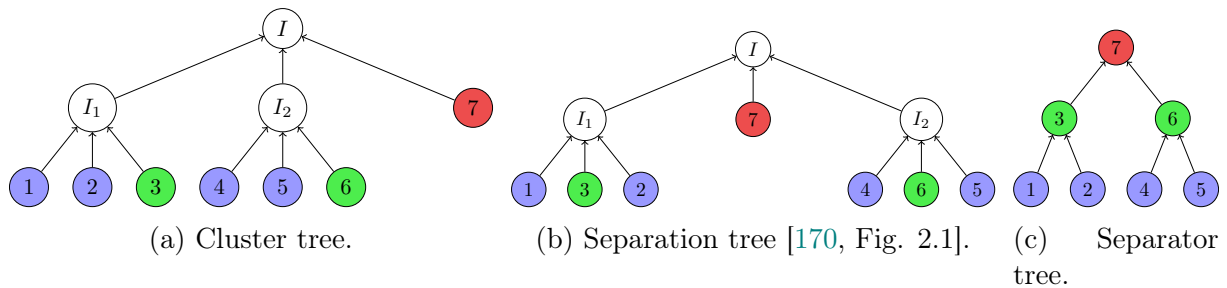 I
I₁ I₂ 7
1 2 3 4 5 6
(a) Cluster tree.
I
I₁ 7 I₂
1 3 2 4 6 5
(b) Separation tree [170, Fig. 2.1].
7
3 6
1 2 4 5
(c) Separator
tree.